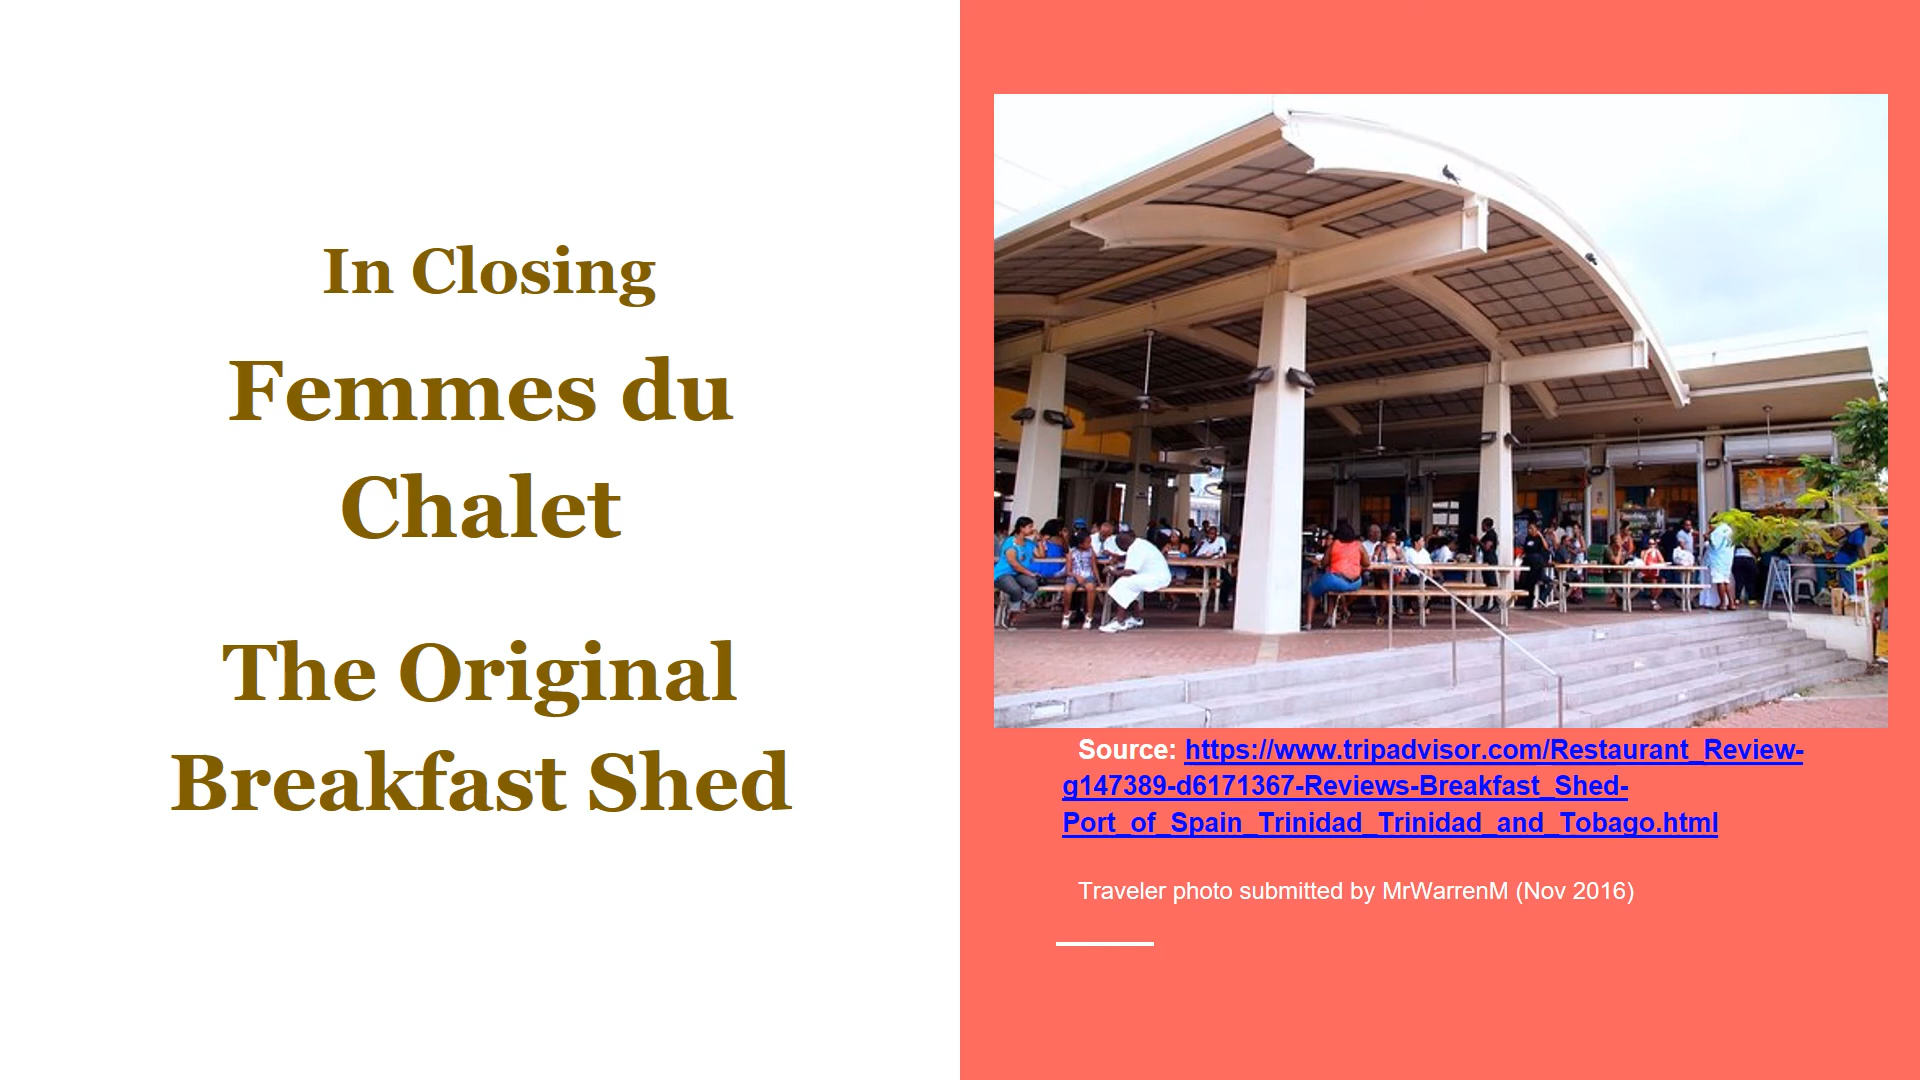 In Closing
Femmes du
Chalet
The Original
Breakfast Shed
Source: https://www.tripadvisor.com/Restaurant_Review-
g147389-d6171367-Reviews-Breakfast_Shed-
Port_of_Spain_Trinidad_Trinidad_and_Tobago.html
Traveler photo submitted by MrWarrenM (Nov 2016)